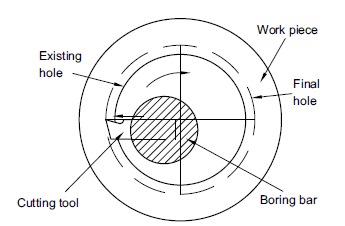 Work piece
Existing
hole
Final
hole
Cutting tool
Boring bar